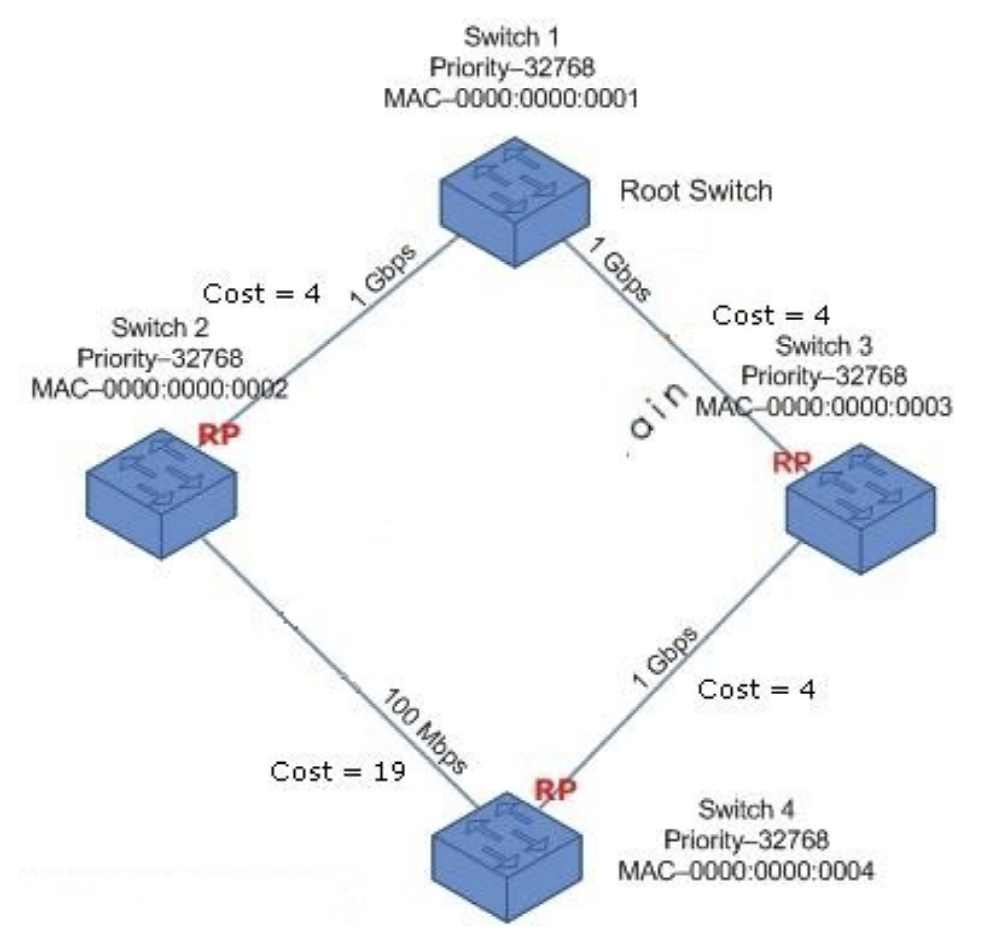 Switch 1
Priority–32768
MAC–0000:0000:0001
Root Switch
1 Gbps
1 Gbps
Cost = 4
Cost = 4
Switch 2
Priority–32768
MAC–0000:0000:0002
Switch 3
Priority–32768
MAC–0000:0000:0003
ain
RP
RP
1 Gbps
Cost = 4
100 Mbps
Cost = 19
RP
Switch 4
Priority–32768
MAC–0000:0000:0004